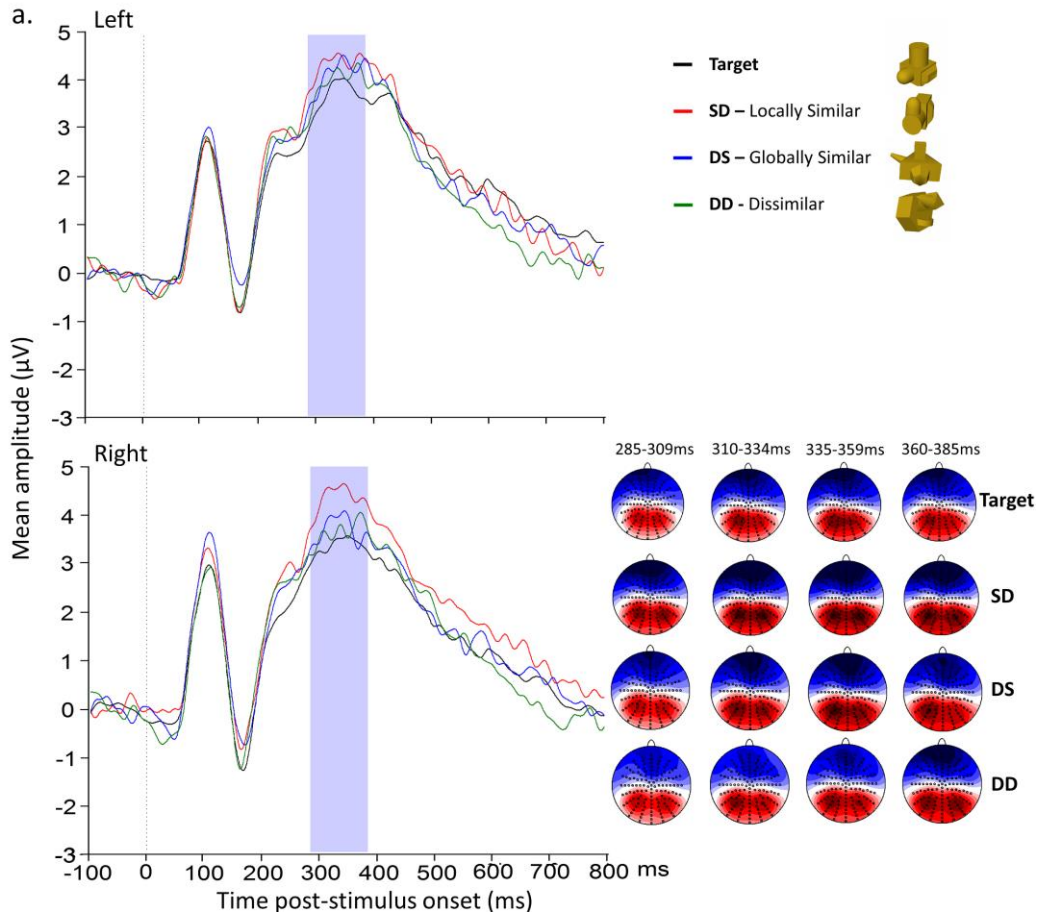 a.
Left
5
4
3
2
1
0
-1
-2
-3
Target
SD – Locally Similar
DS – Globally Similar
DD - Dissimilar
Mean amplitude (µV)
Right
5
4
3
2
1
0
-1
-2
-3
-100 0 100 200 300 400 500 600 700 800 ms
Time post-stimulus onset (ms)
285-309ms 310-334ms 335-359ms 360-385ms
Target
SD
DS
DD